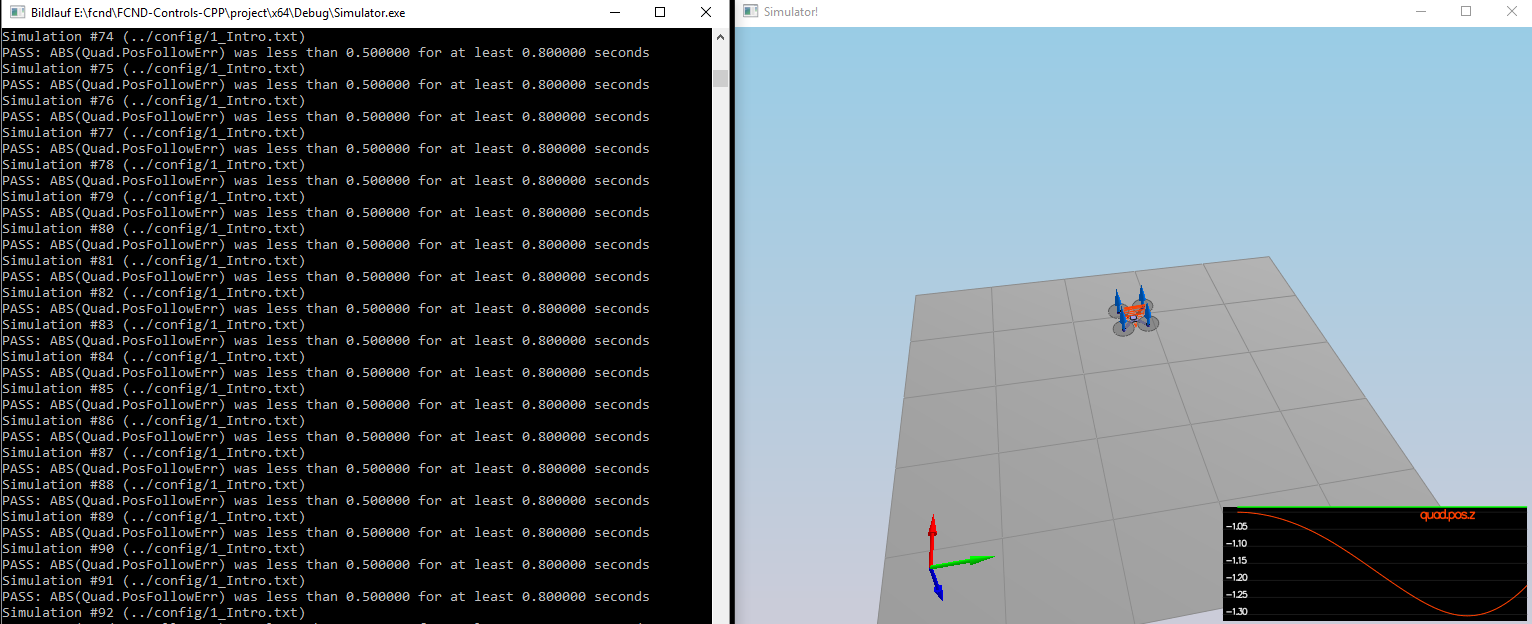 Bildlauf E:\fcnd\FCND-Controls-CPP\project\x64\Debug\Simulator.exe
Simulation #74 (../config/1_Intro.txt)
PASS: ABS(Quad.PosFollowErr) was less than 0.500000 for at least 0.800000 seconds
Simulation #75 (../config/1_Intro.txt)
PASS: ABS(Quad.PosFollowErr) was less than 0.500000 for at least 0.800000 seconds
Simulation #76 (../config/1_Intro.txt)
PASS: ABS(Quad.PosFollowErr) was less than 0.500000 for at least 0.800000 seconds
Simulation #77 (../config/1_Intro.txt)
PASS: ABS(Quad.PosFollowErr) was less than 0.500000 for at least 0.800000 seconds
Simulation #78 (../config/1_Intro.txt)
PASS: ABS(Quad.PosFollowErr) was less than 0.500000 for at least 0.800000 seconds
Simulation #79 (../config/1_Intro.txt)
PASS: ABS(Quad.PosFollowErr) was less than 0.500000 for at least 0.800000 seconds
Simulation #80 (../config/1_Intro.txt)
PASS: ABS(Quad.PosFollowErr) was less than 0.500000 for at least 0.800000 seconds
Simulation #81 (../config/1_Intro.txt)
PASS: ABS(Quad.PosFollowErr) was less than 0.500000 for at least 0.800000 seconds
Simulation #82 (../config/1_Intro.txt)
PASS: ABS(Quad.PosFollowErr) was less than 0.500000 for at least 0.800000 seconds
Simulation #83 (../config/1_Intro.txt)
PASS: ABS(Quad.PosFollowErr) was less than 0.500000 for at least 0.800000 seconds
Simulation #84 (../config/1_Intro.txt)
PASS: ABS(Quad.PosFollowErr) was less than 0.500000 for at least 0.800000 seconds
Simulation #85 (../config/1_Intro.txt)
PASS: ABS(Quad.PosFollowErr) was less than 0.500000 for at least 0.800000 seconds
Simulation #86 (../config/1_Intro.txt)
PASS: ABS(Quad.PosFollowErr) was less than 0.500000 for at least 0.800000 seconds
Simulation #87 (../config/1_Intro.txt)
PASS: ABS(Quad.PosFollowErr) was less than 0.500000 for at least 0.800000 seconds
Simulation #88 (../config/1_Intro.txt)
PASS: ABS(Quad.PosFollowErr) was less than 0.500000 for at least 0.800000 seconds
Simulation #89 (../config/1_Intro.txt)
PASS: ABS(Quad.PosFollowErr) was less than 0.500000 for at least 0.800000 seconds
Simulation #90 (../config/1_Intro.txt)
PASS: ABS(Quad.PosFollowErr) was less than 0.500000 for at least 0.800000 seconds
Simulation #91 (../config/1_Intro.txt)
PASS: ABS(Quad.PosFollowErr) was less than 0.500000 for at least 0.800000 seconds
Simulation #92 (../config/1_Intro.txt)
Simulator!
quad.pos.z
-1.05
-1.10
-1.15
-1.20
-1.25
-1.30